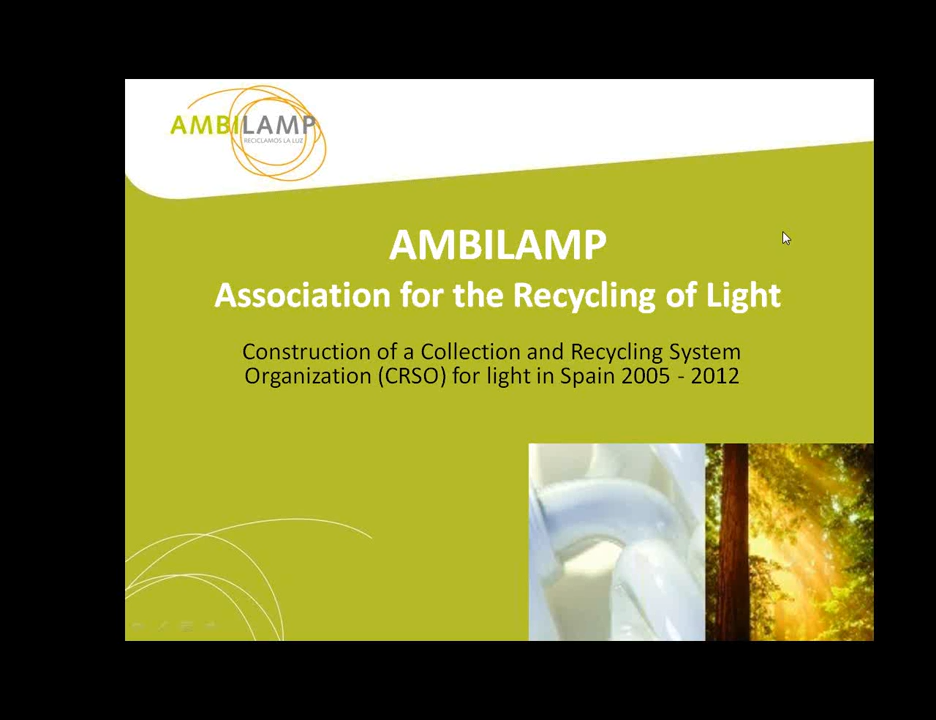 AMBILAMP
RECICLAMOS LA LUZ
AMBILAMP
Association for the Recycling of Light
Construction of a Collection and Recycling System
Organization (CRSO) for light in Spain 2005 - 2012